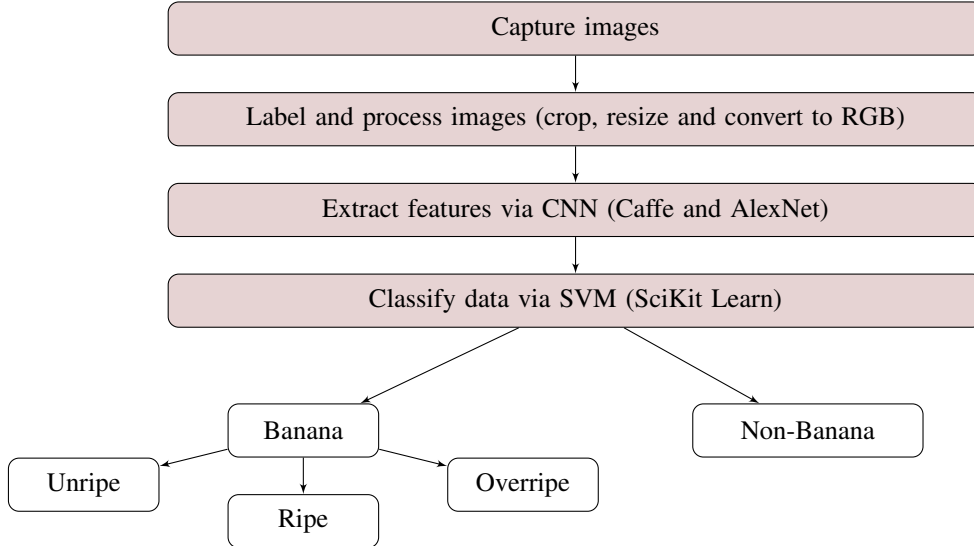 Capture images
Label and process images (crop, resize and convert to RGB)
Extract features via CNN (Caffe and AlexNet)
Classify data via SVM (SciKit Learn)
Banana
Non-Banana
Unripe
Ripe
Overripe